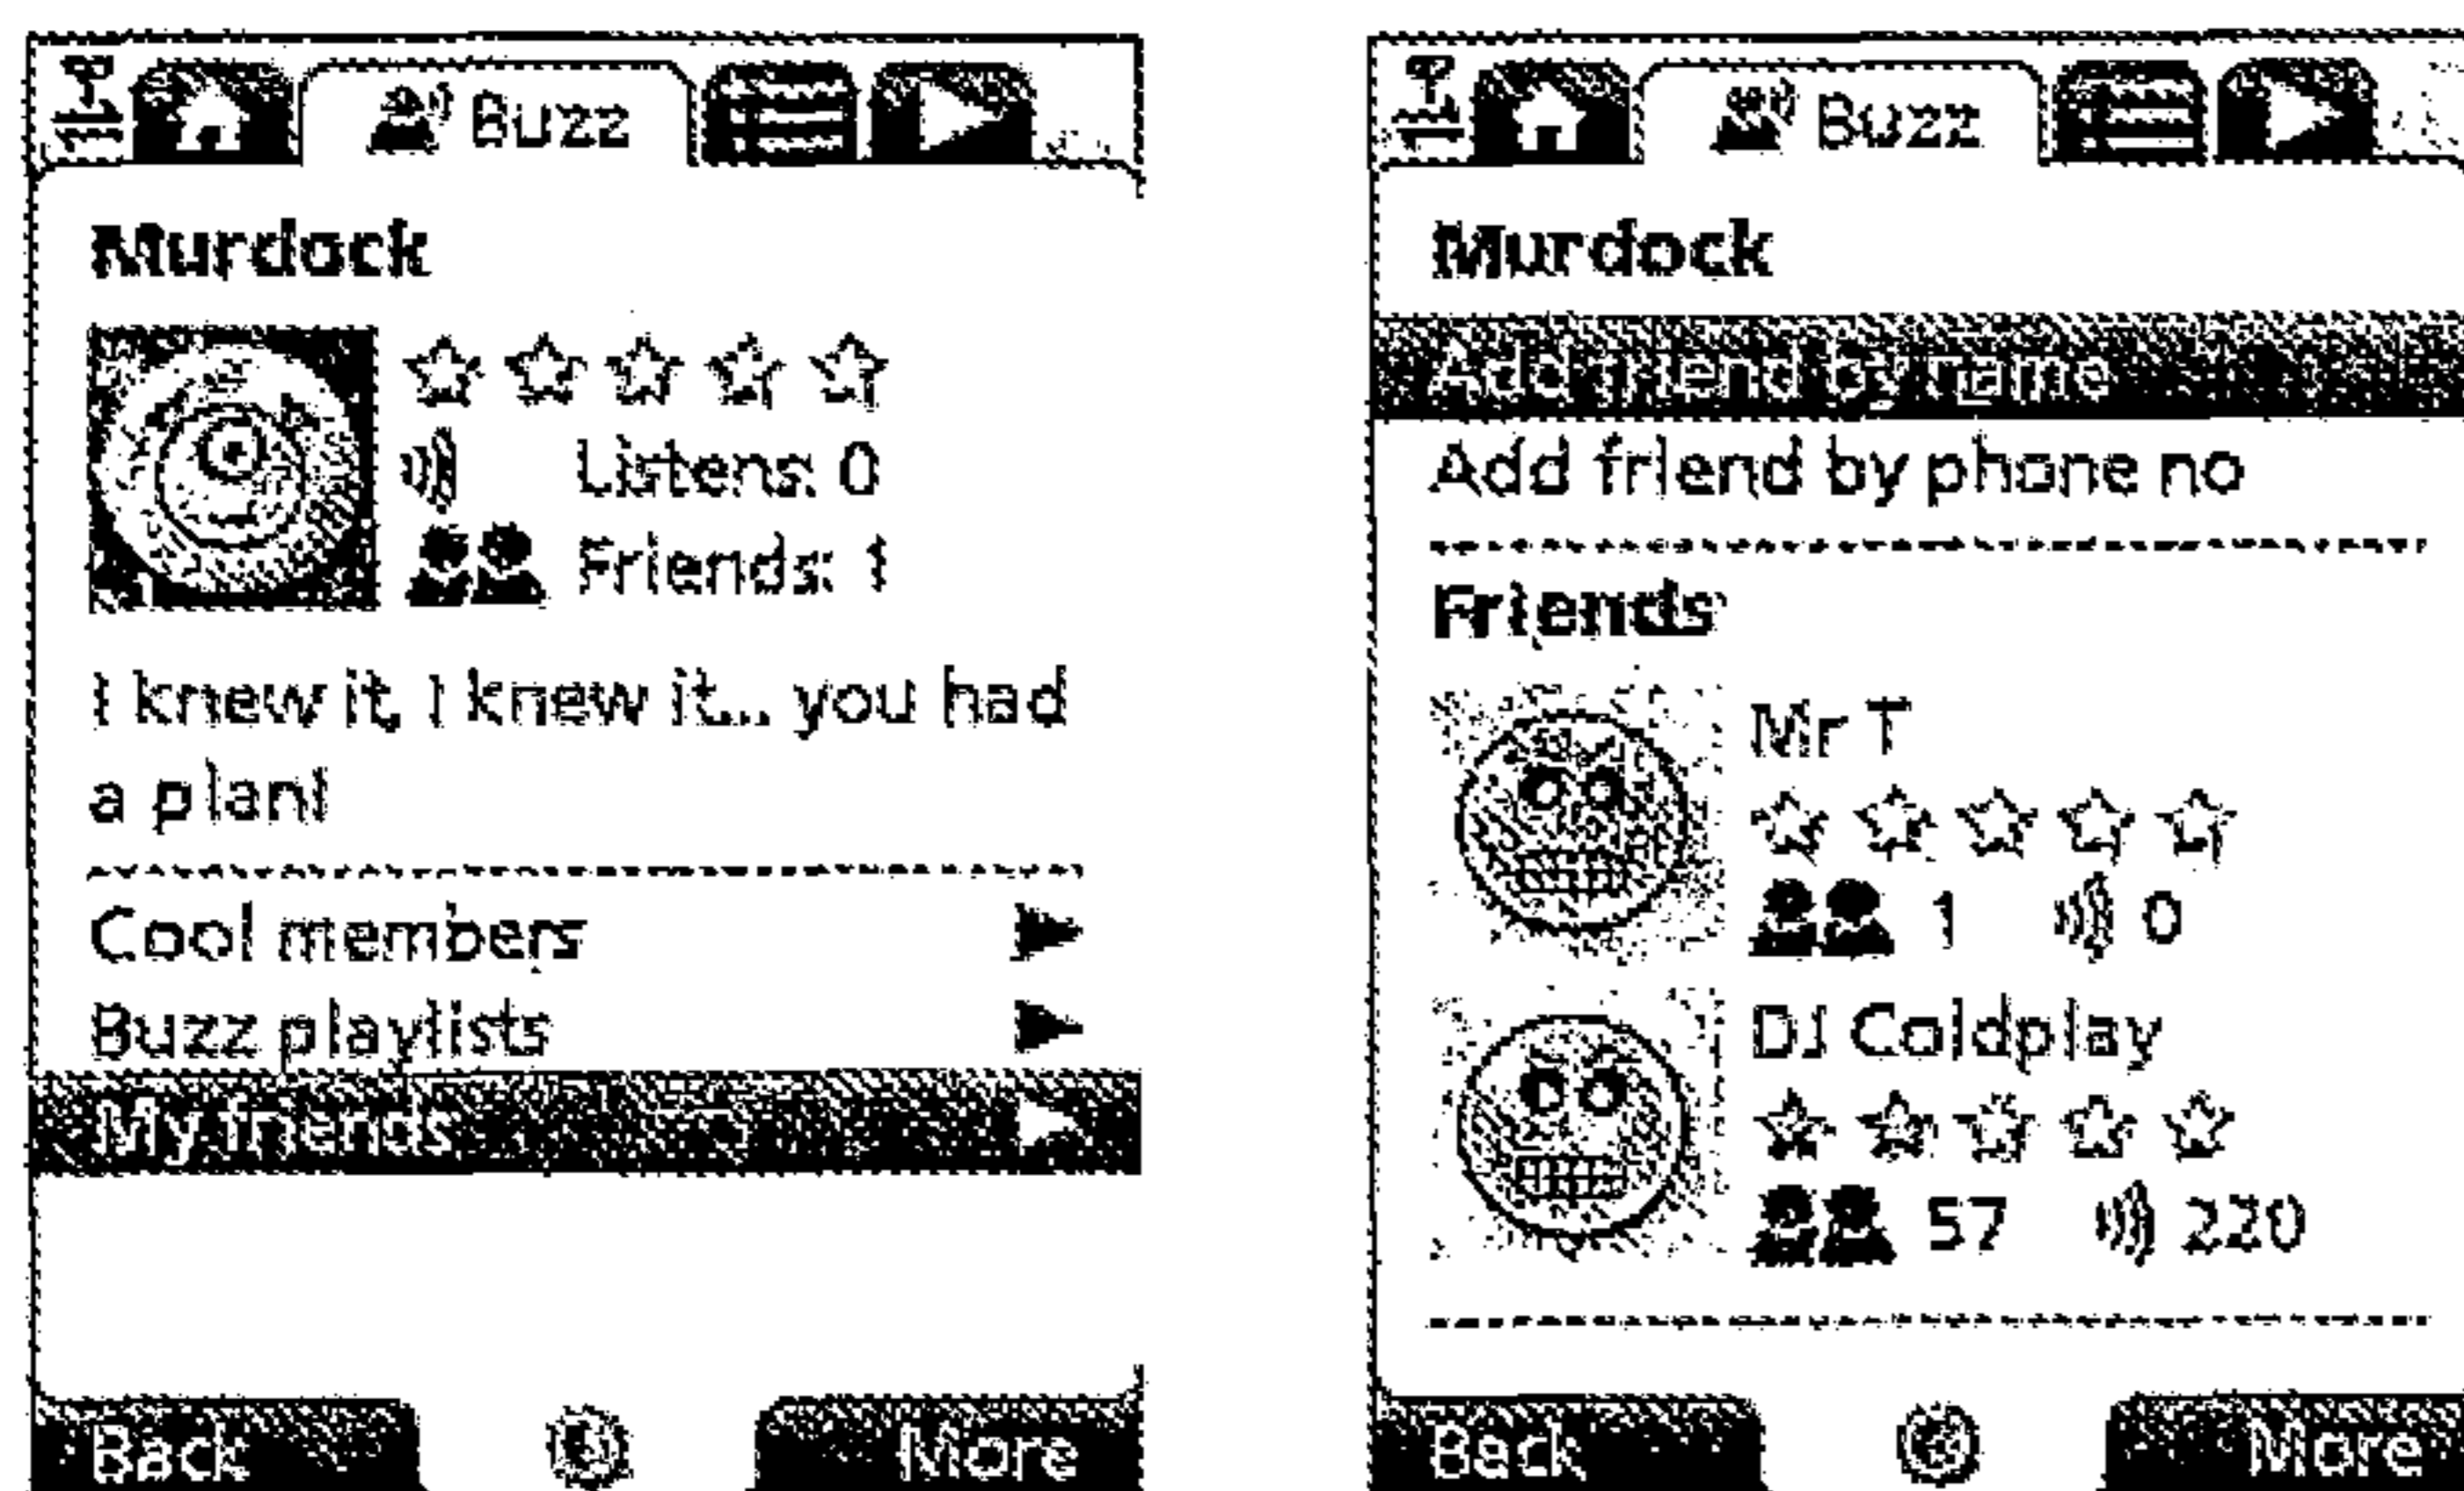 Buzz
Murdock
Listens: 0
Friends: 1
I knew it, I knew it... you had
a plan!
Cool members
Buzz playlists
My friends
Back
More
Buzz
Murdock
Add friend by name
Add friend by phone no
Friends
Mr T
1 0
DJ Coldplay
57 220
Back
More